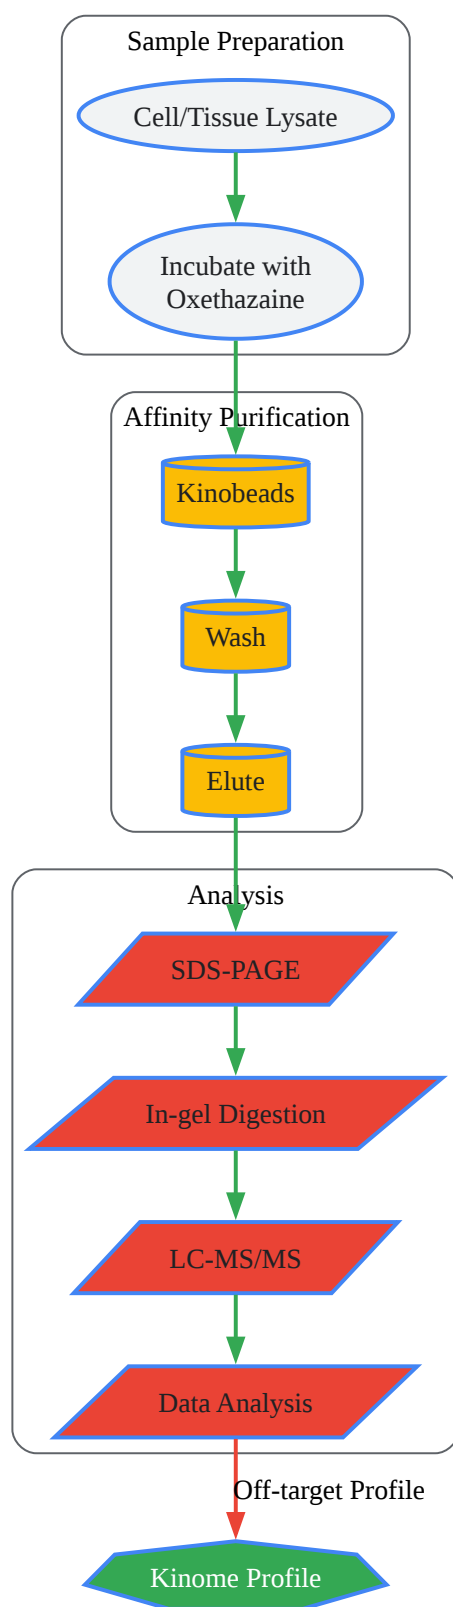 Sample Preparation
Cell/Tissue Lysate
Incubate with
Oxethazaine
Affinity Purification
Kinobeads
Wash
Elute
Analysis
SDS-PAGE
In-gel Digestion
LC-MS/MS
Data Analysis
Off-target Profile
Kinome Profile